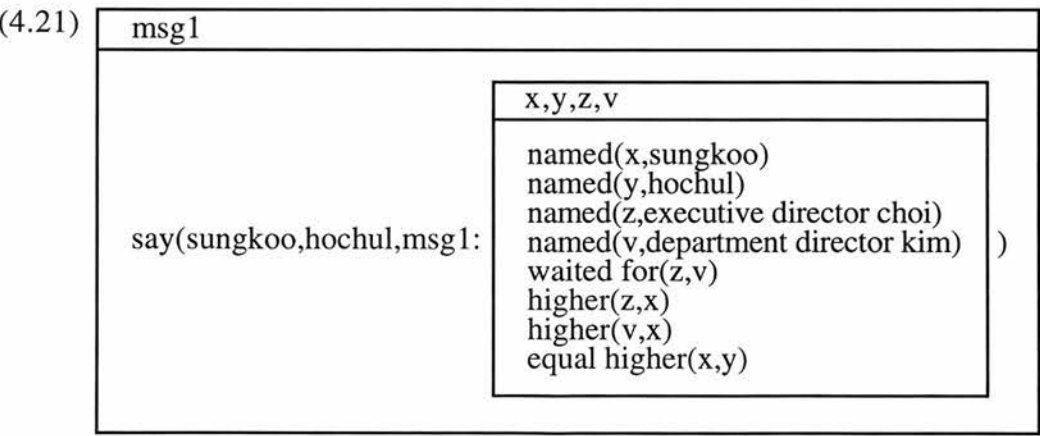 (4.21)
msg1
x,y,z,v
named(x,sungkoo)
named(y,hochul)
named(z,executive director choi)
say(sungkoo,hochul,msg1: named(v,department director kim) )
waited for(z,v)
higher(z,x)
higher(v,x)
equal higher(x,y)